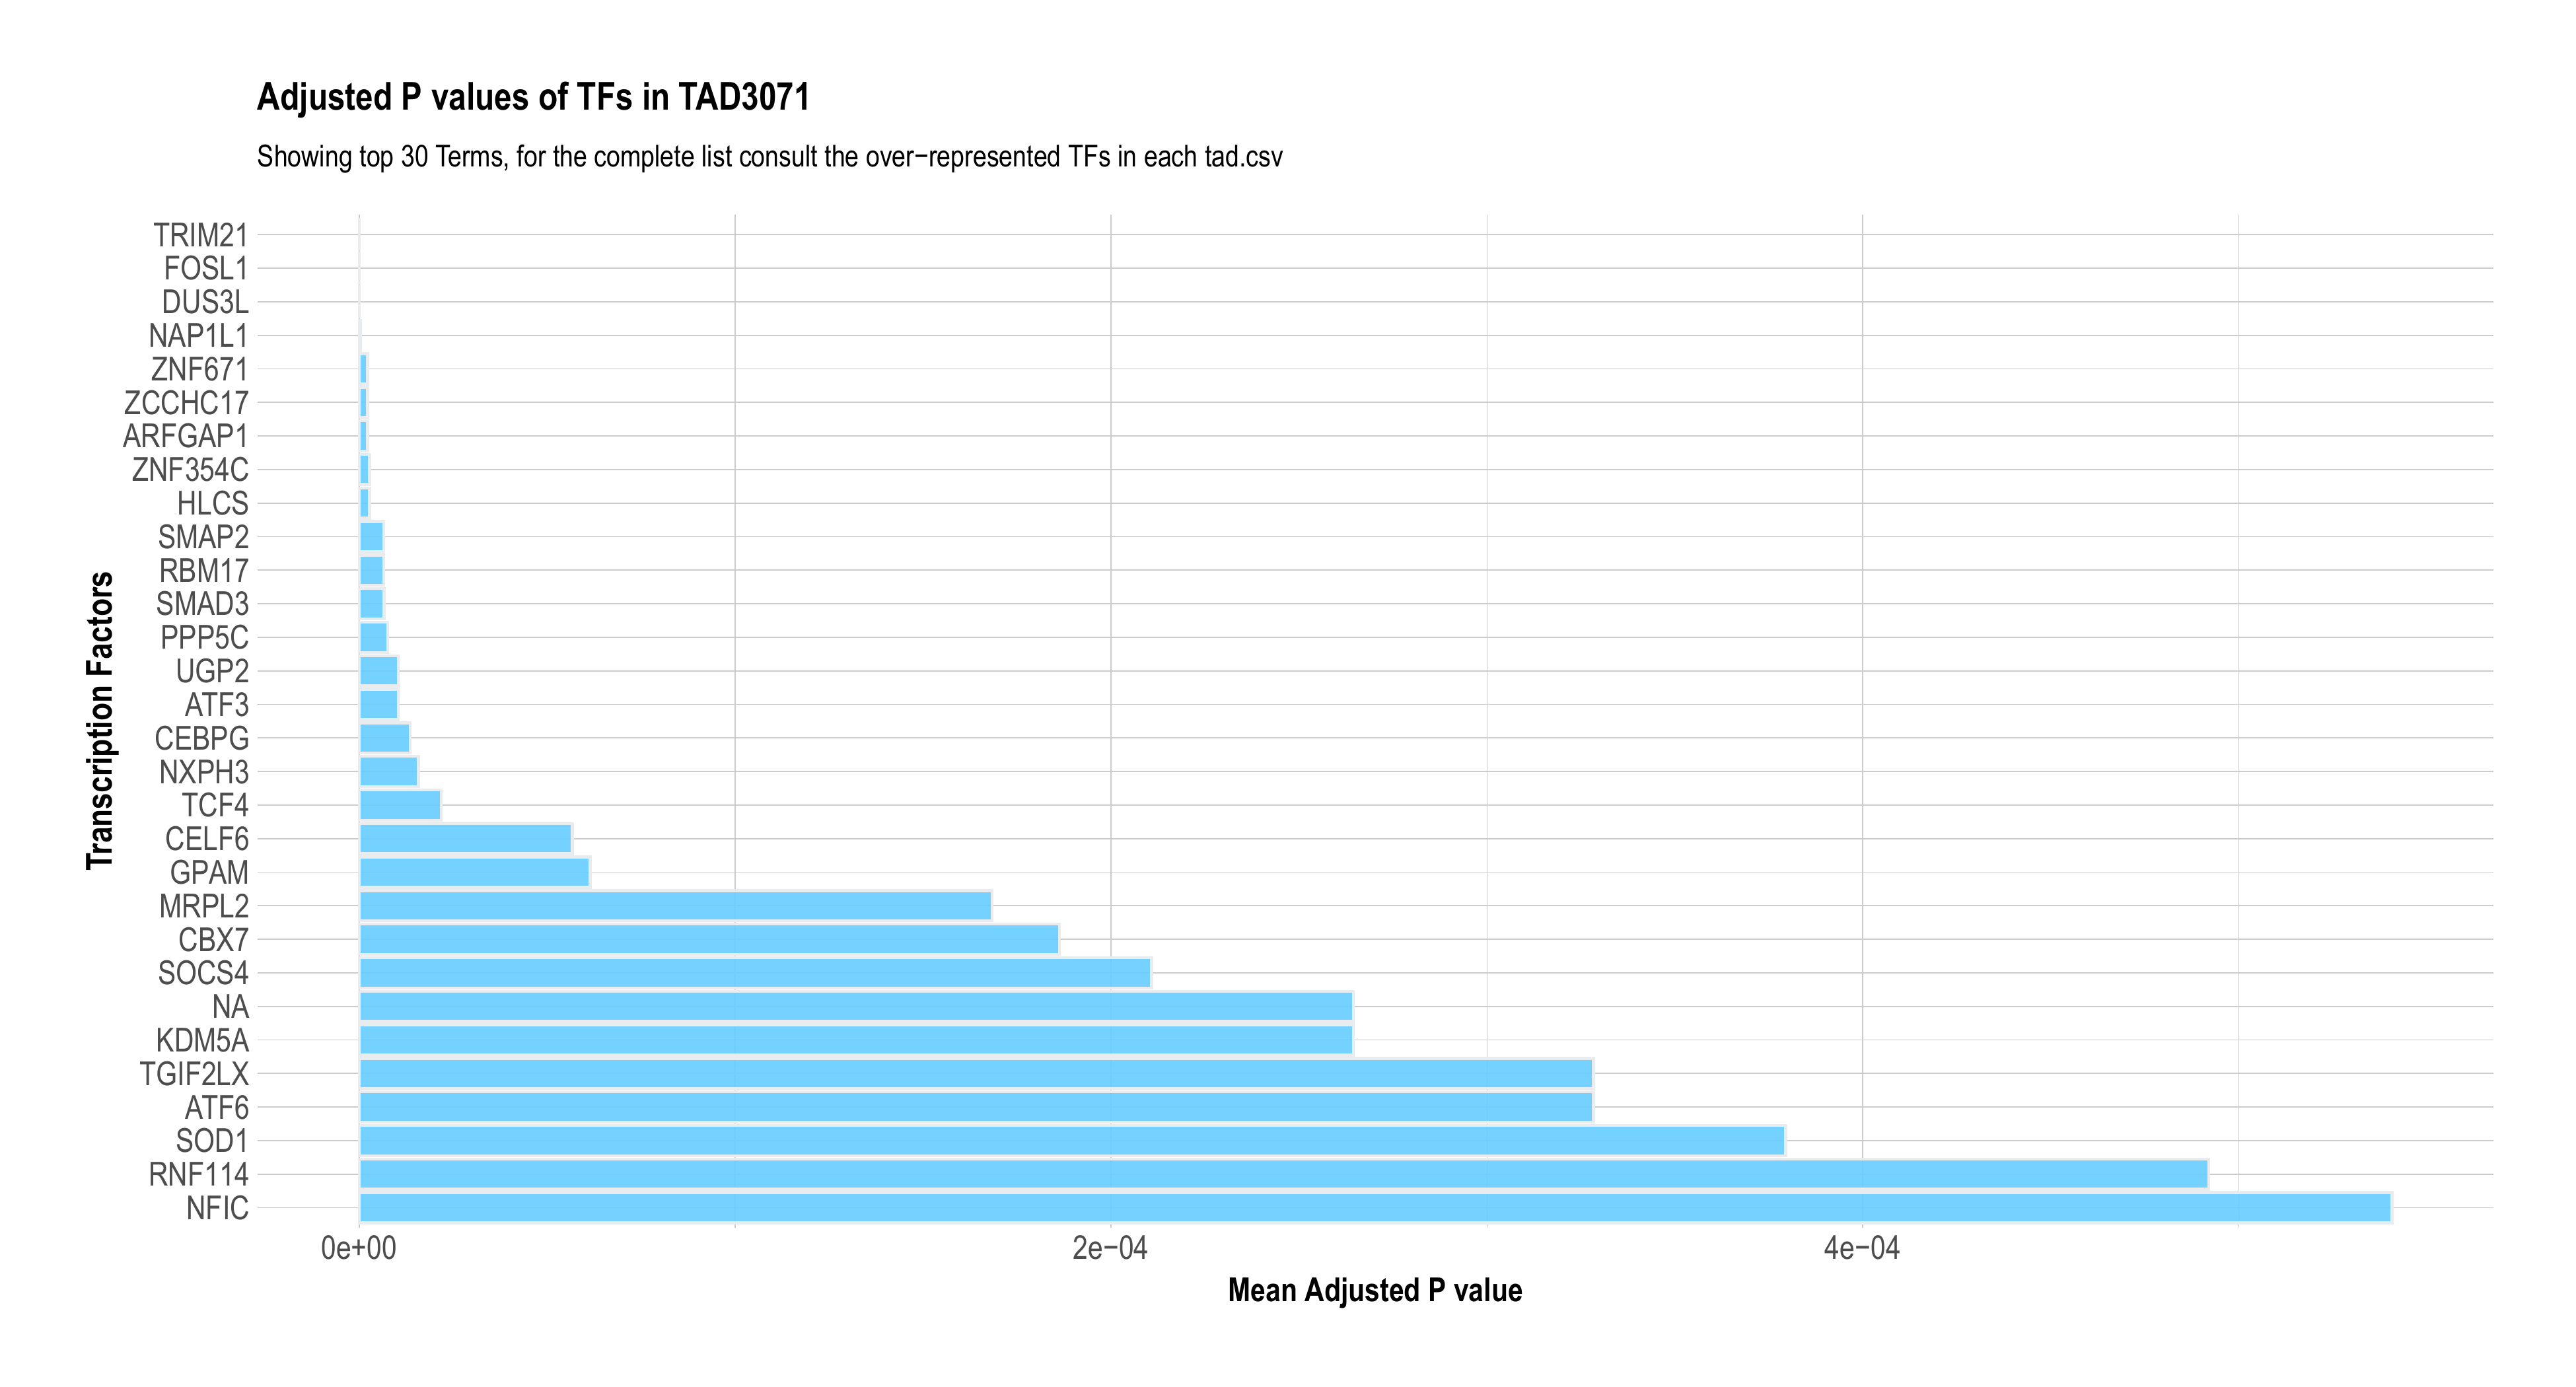 Adjusted P values of TFs in TAD3071
Showing top 30 Terms, for the complete list consult the over−represented TFs in each tad.csv
Transcription Factors
TRIM21
FOSL1
DUS3L
NAP1L1
ZNF671
ZCCHC17
ARFGAP1
ZNF354C
HLCS
SMAP2
RBM17
SMAD3
PPP5C
UGP2
ATF3
CEBPG
NXPH3
TCF4
CELF6
GPAM
MRPL2
CBX7
SOCS4
NA
KDM5A
TGIF2LX
ATF6
SOD1
RNF114
NFIC
0e+00 2e−04 4e−04
Mean Adjusted P value